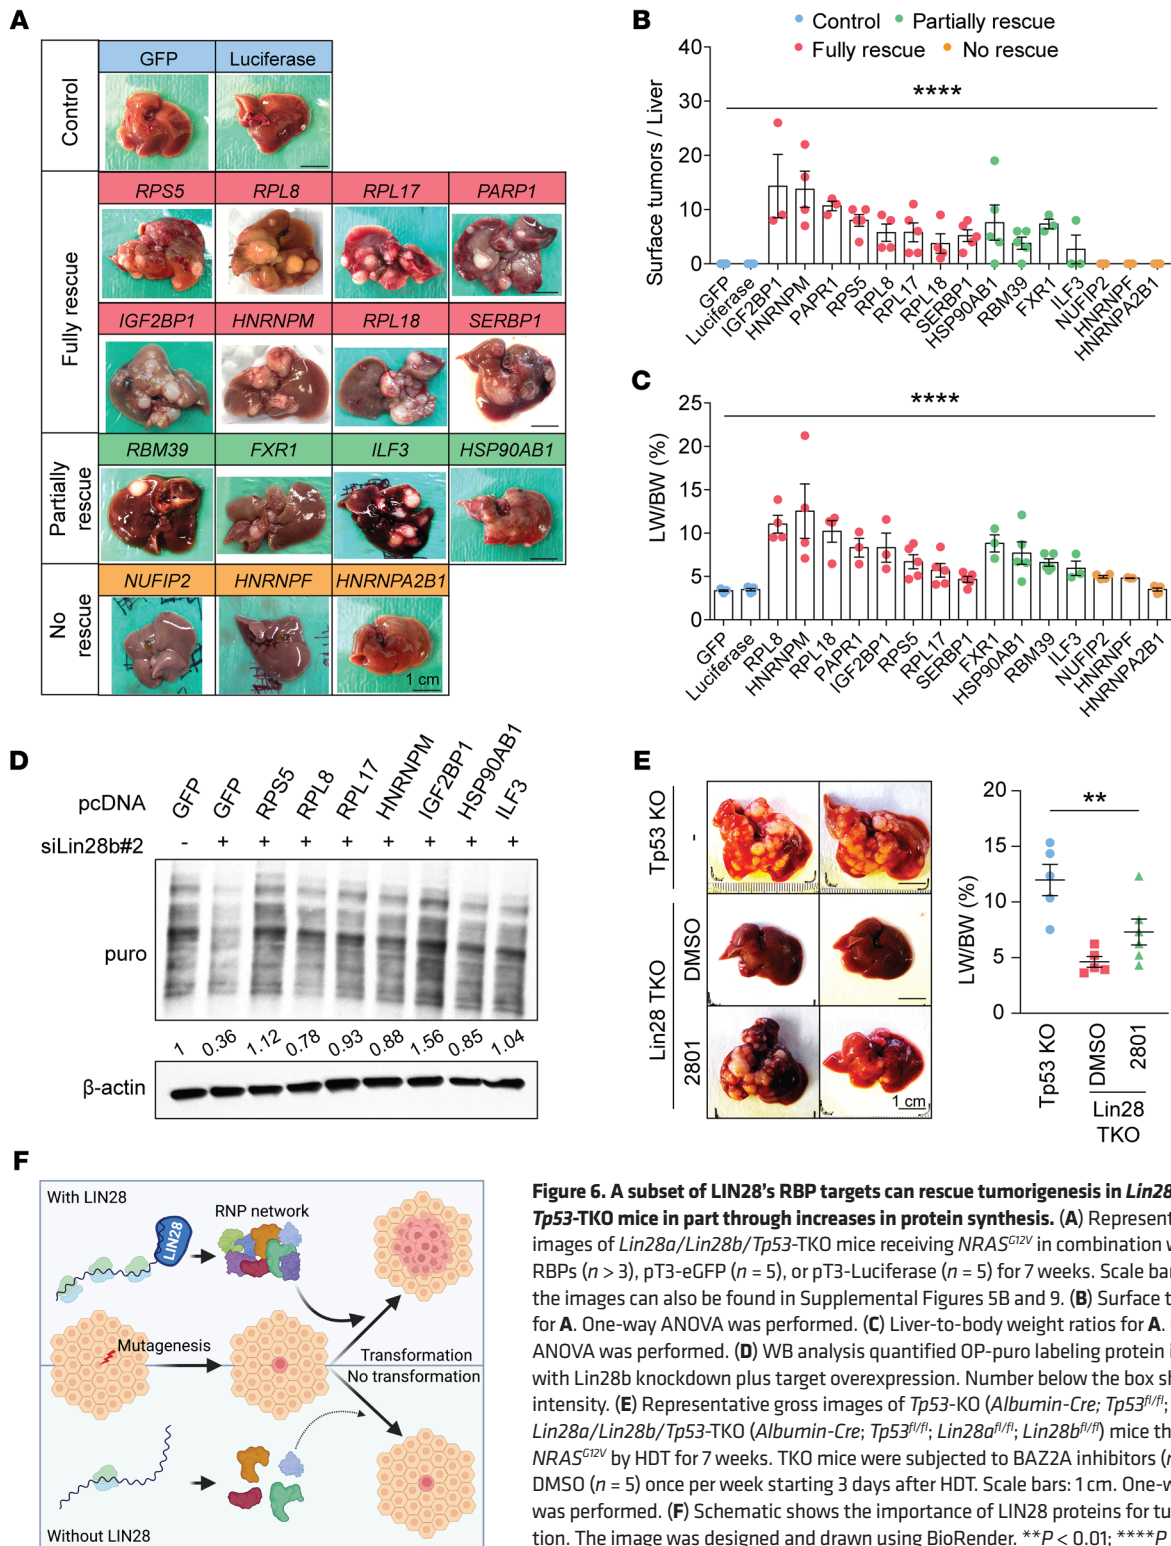 A
GFP
Luciferase
Control
RPS5
RPL8
RPL17
PARP1
Fully rescue
IGF2BP1
HNRNPM
RPL18
SERBP1
RBM39
FXR1
ILF3
HSP90AB1
Partially
rescue
NUFIP2
HNRNPF
HNRNPA2B1
No
rescue
1 cm
B
Control
Partially rescue
Fully rescue
No rescue
Surface tumors / Liver
40
30
20
10
0
****
GFP
Luciferase
IGF2BP1
HNRNPM
PAPR1
RPS5
RPL8
RPL17
RPL18
SERBP1
HSP90AB1
RBM39
FXR1
ILF3
NUFIP2
HNRNPF
HNRNPA2B1
C
LW/BW (%)
25
20
15
10
5
0
****
GFP
Luciferase
RPL8
HNRNPM
RPL18
PAPR1
IGF2BP1
RPS5
RPL17
SERBP1
FXR1
HSP90AB1
RBM39
ILF3
NUFIP2
HNRNPF
HNRNPA2B1
D
pcDNA
GFP
GFP
RPS5
RPL8
RPL17
HNRNPM
IGF2BP1
HSP90AB1
ILF3
siLin28b#2
- + + + + + + + +
puro
1 0.36 1.12 0.78 0.93 0.88 1.56 0.85 1.04
β-actin
E
Tp53 KO
-
Lin28 TKO
DMSO
2801
1 cm
LW/BW (%)
20
15
10
5
0
**
Tp53 KO
DMSO
2801
Lin28
TKO
F
With LIN28
LIN28
RNP network
Mutagenesis
Transformation
No transformation
Without LIN28
Figure 6. A subset of LIN28's RBP targets can rescue tumorigenesis in Lin28
Tp53-TKO mice in part through increases in protein synthesis. (A) Represent
images of Lin28a/Lin28b/Tp53-TKO mice receiving NRAS^G12V in combination w
RBPs (n > 3), pT3-eGFP (n = 5), or pT3-Luciferase (n = 5) for 7 weeks. Scale bar
the images can also be found in Supplemental Figures 5B and 9. (B) Surface t
for A. One-way ANOVA was performed. (C) Liver-to-body weight ratios for A.
ANOVA was performed. (D) WB analysis quantified OP-puro labeling protein i
with Lin28b knockdown plus target overexpression. Number below the box sh
intensity. (E) Representative gross images of Tp53-KO (Albumin-Cre; Tp53^fl/fl;
Lin28a/Lin28b/Tp53-TKO (Albumin-Cre; Tp53^fl/fl; Lin28a^fl/fl; Lin28b^fl/fl) mice th
NRAS^G12V by HDT for 7 weeks. TKO mice were subjected to BAZ2A inhibitors (
DMSO (n = 5) once per week starting 3 days after HDT. Scale bars: 1 cm. One-w
was performed. (F) Schematic shows the importance of LIN28 proteins for tu
tion. The image was designed and drawn using BioRender. **P < 0.01; ****P